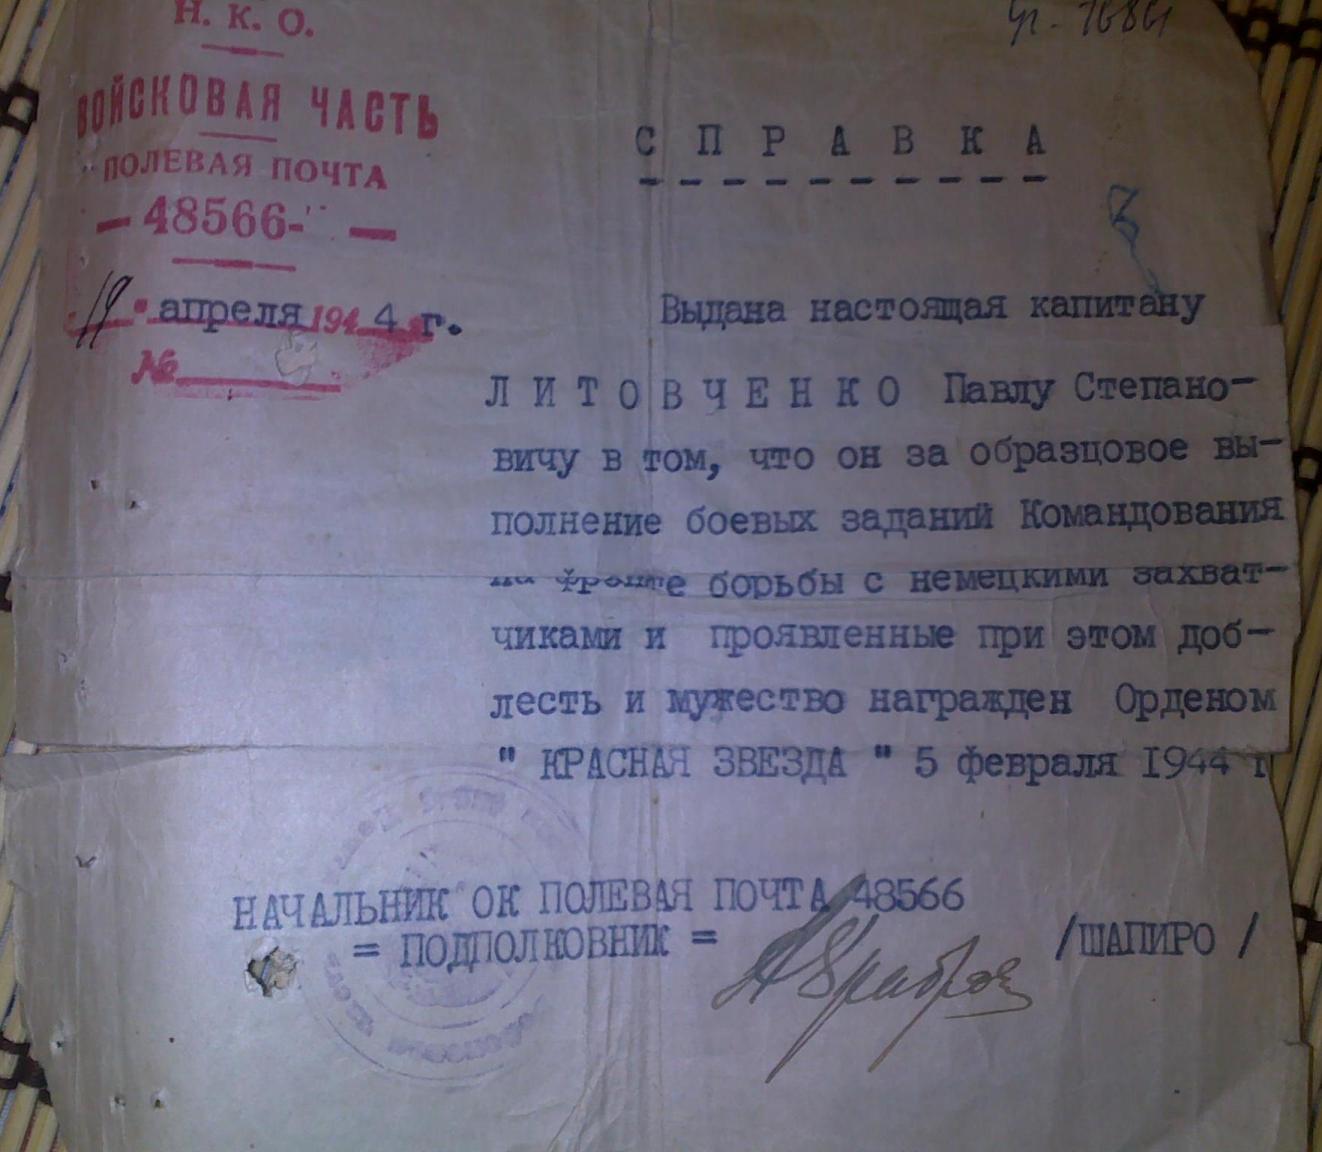 Н. К. О.
ВОЙСКОВАЯ ЧАСТЬ
ПОЛЕВАЯ ПОЧТА
— 48566- —
19 апреля 1944 г.
№
С П Р А В К А
Выдана настоящая капитану
Л И Т О В Ч Е Н К О Павлу Степано-
вичу в том, что он за образцовое вы-
полнение боевых заданий Командования
на фронте борьбы с немецкими захват-
чиками и проявленные при этом доб-
лесть и мужество награжден Орденом
" КРАСНАЯ ЗВЕЗДА " 5 февраля 1944 г
НАЧАЛЬНИК ОК ПОЛЕВАЯ ПОЧТА 48566
= ПОДПОЛКОВНИК = /ШАПИРО /